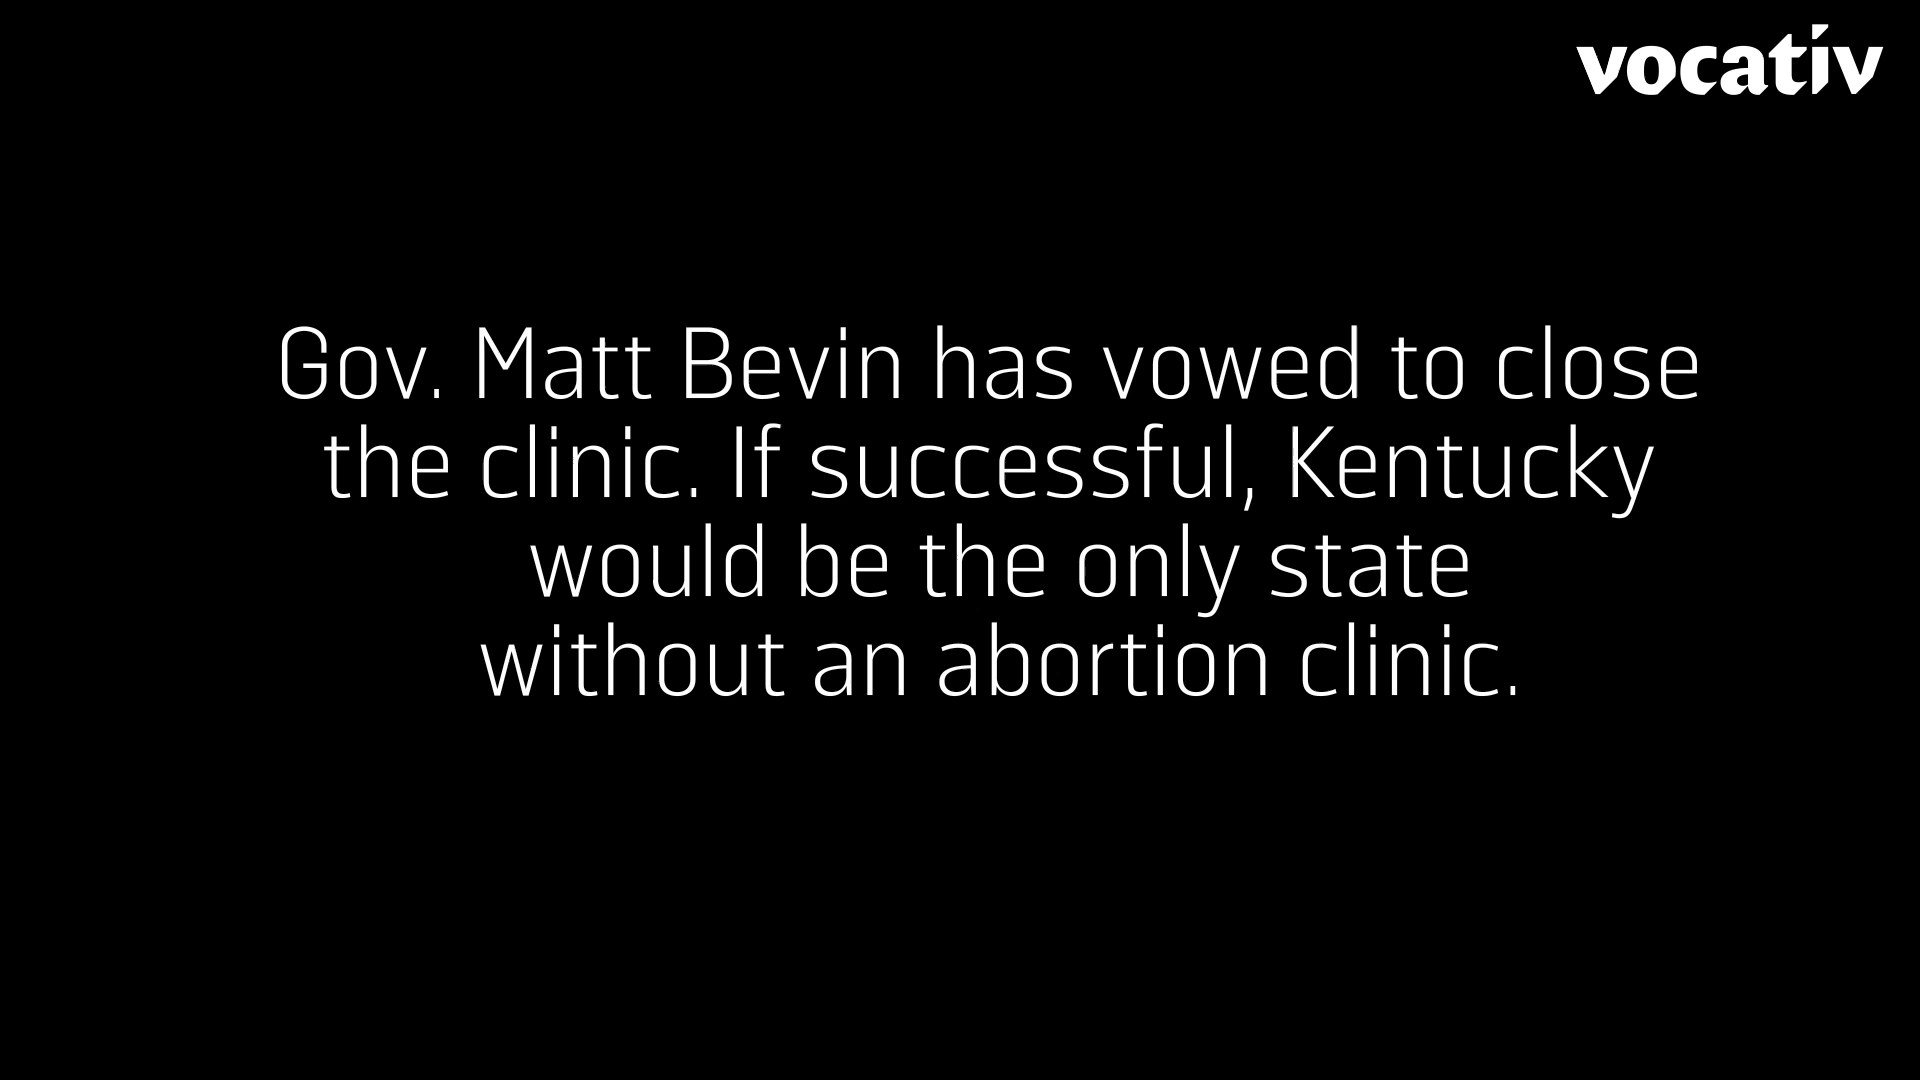 vocativ
Gov. Matt Bevin has vowed to close
the clinic. If successful, Kentucky
would be the only state
without an abortion clinic.